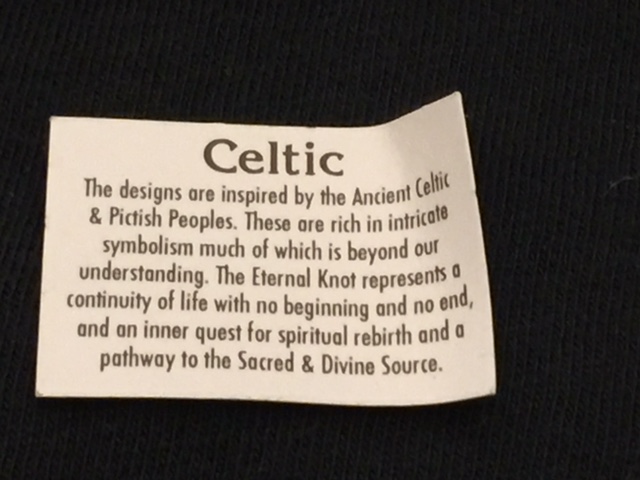 Celtic
The designs are inspired by the Ancient Celtic
& Pictish Peoples. These are rich in intricate
symbolism much of which is beyond our
understanding. The Eternal Knot represents a
continuity of life with no beginning and no end,
and an inner quest for spiritual rebirth and a
pathway to the Sacred & Divine Source.